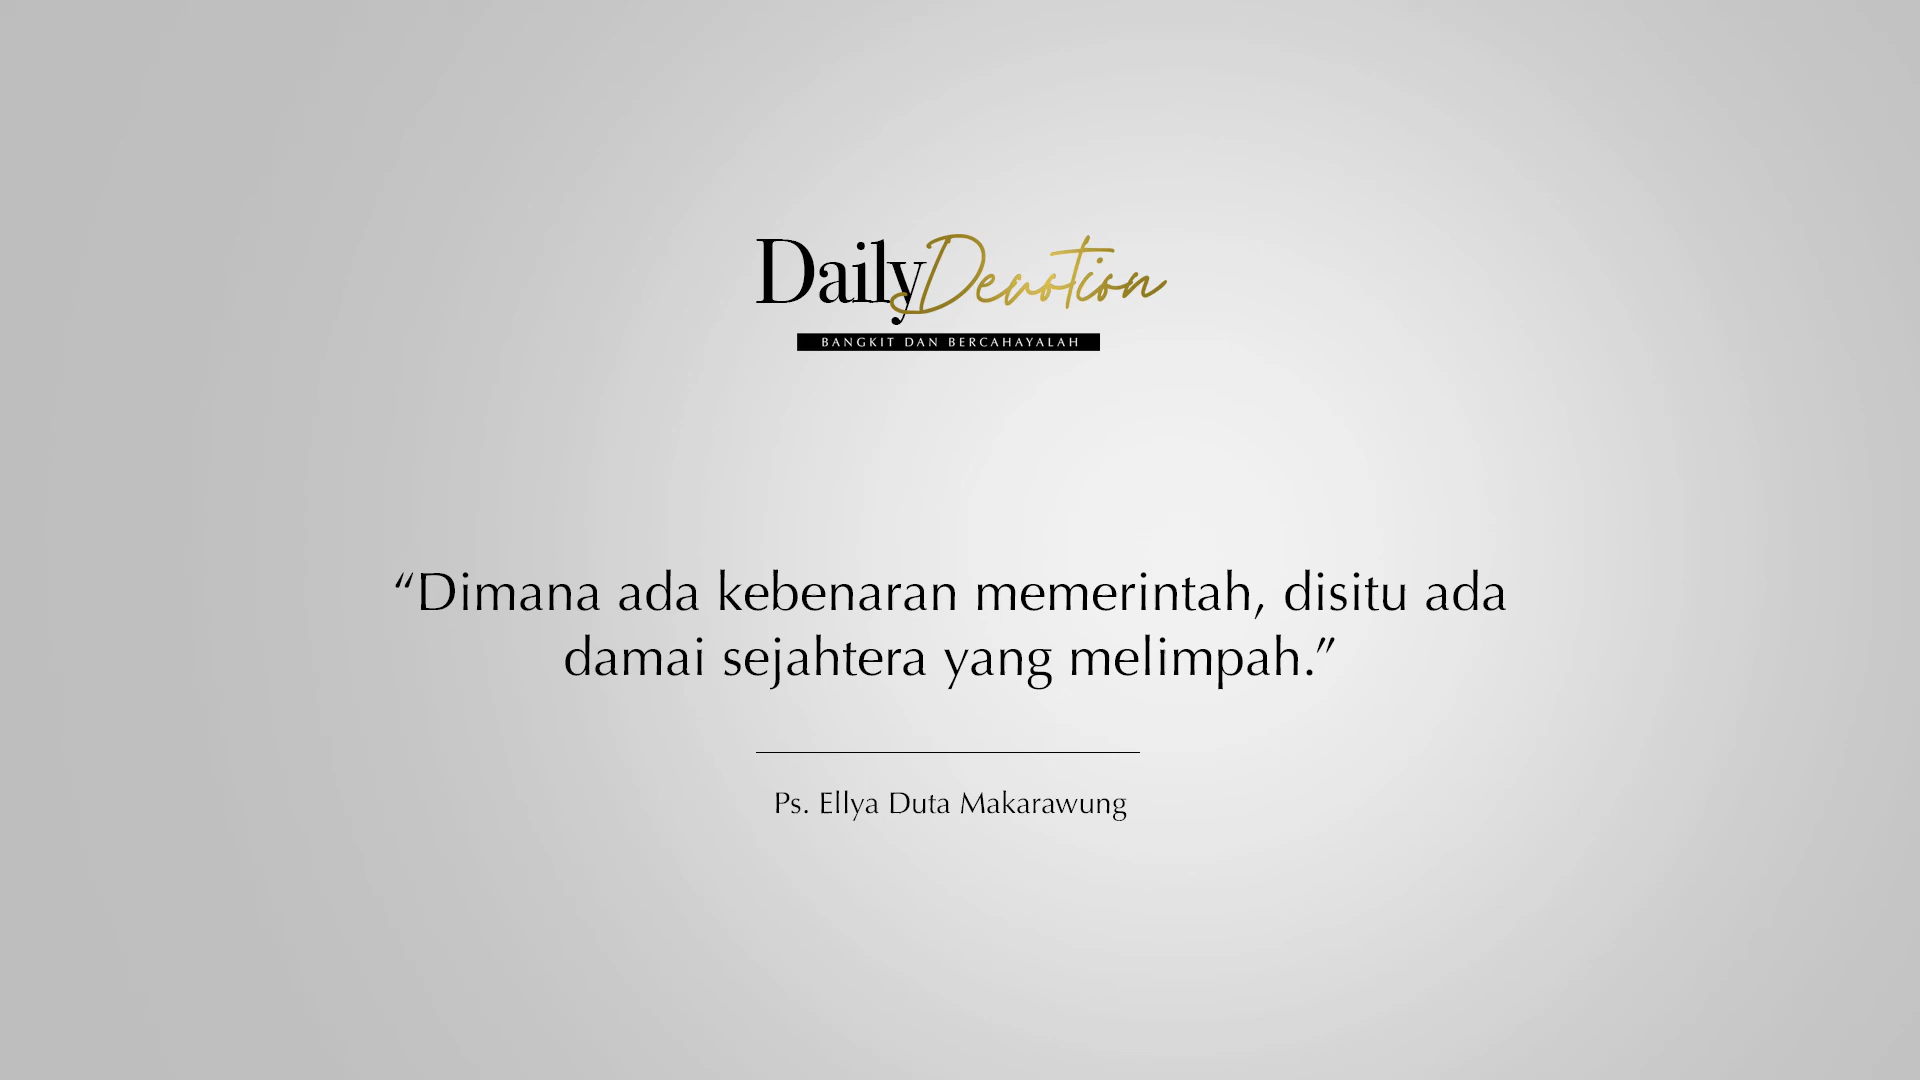 Daily Devotion
BANGKIT DAN BERCAHAYALAH
“Dimana ada kebenaran memerintah, disitu ada
damai sejahtera yang melimpah.”
Ps. Ellya Duta Makarawung